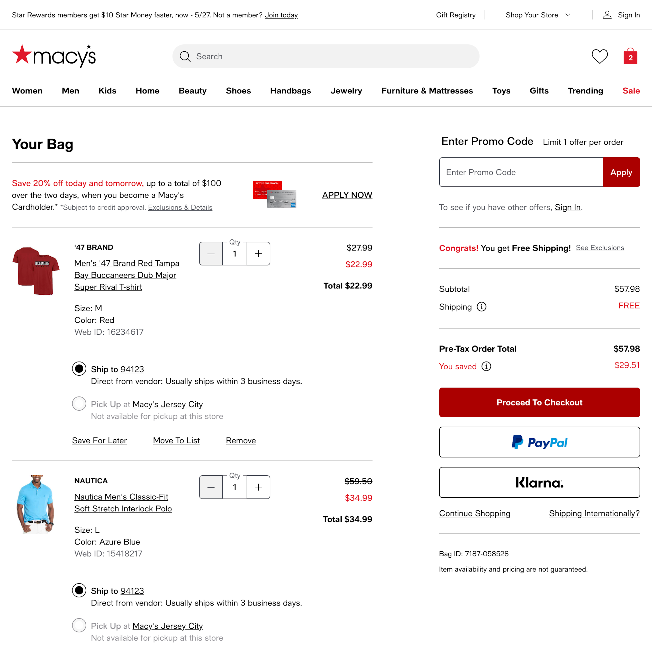 Star Rewards members get $10 Star Money faster, now - 5/27. Not a member? Join today
Gift Registry
Shop Your Store
Sign In
macy's
Search
2
Women
Men
Kids
Home
Beauty
Shoes
Handbags
Jewelry
Furniture & Mattresses
Toys
Gifts
Trending
Sale
Your Bag
Save 20% off today and tomorrow, up to a total of $100
over the two days, when you become a Macy's
Cardholder.* *Subject to credit approval. Exclusions & Details
APPLY NOW
'47 BRAND
Men's '47 Brand Red Tampa
Bay Buccaneers Dub Major
Super Rival T-shirt
Size: M
Color: Red
Web ID: 16234617
Qty
1
$27.99
$22.99
Total $22.99
Ship to 94123
Direct from vendor: Usually ships within 3 business days.
Pick Up at Macy's Jersey City
Not available for pickup at this store
Save For Later
Move To List
Remove
NAUTICA
Nautica Men's Classic-Fit
Soft Stretch Interlock Polo
Size: L
Color: Azure Blue
Web ID: 15418217
Qty
1
$59.50
$34.99
Total $34.99
Ship to 94123
Direct from vendor: Usually ships within 3 business days.
Pick Up at Macy's Jersey City
Not available for pickup at this store
Enter Promo Code Limit 1 offer per order
Enter Promo Code
Apply
To see if you have other offers, Sign In.
Congrats! You get Free Shipping! See Exclusions
Subtotal $57.98
Shipping FREE
Pre-Tax Order Total $57.98
You saved $29.51
Proceed To Checkout
PayPal
Klarna.
Continue Shopping
Shipping Internationally?
Bag ID: 7187-058528
Item availability and pricing are not guaranteed.